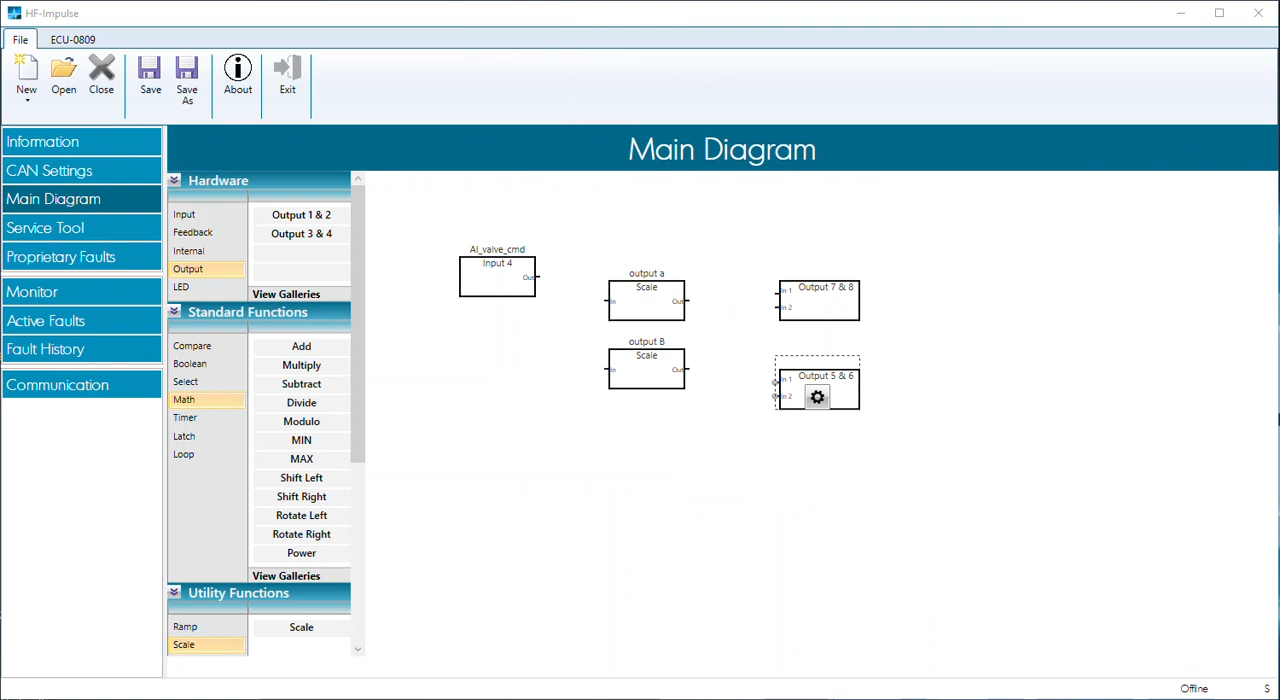 HF-Impulse
File
ECU-0809
New
Open
Close
Save
Save
As
About
Exit
Information
CAN Settings
Main Diagram
Service Tool
Proprietary Faults
Monitor
Active Faults
Fault History
Communication
Main Diagram
Hardware
Input
Feedback
Internal
Output
LED
Output 1 & 2
Output 3 & 4
View Galleries
Standard Functions
Compare
Boolean
Select
Math
Timer
Latch
Loop
Add
Multiply
Subtract
Divide
Modulo
MIN
MAX
Shift Left
Shift Right
Rotate Left
Rotate Right
Power
View Galleries
Utility Functions
Ramp
Scale
Scale
AI_valve_cmd
Input 4
Out
output a
Scale
In
Out
output B
Scale
In
Out
Output 7 & 8
In 1
In 2
Output 5 & 6
In 1
In 2
Offline
S